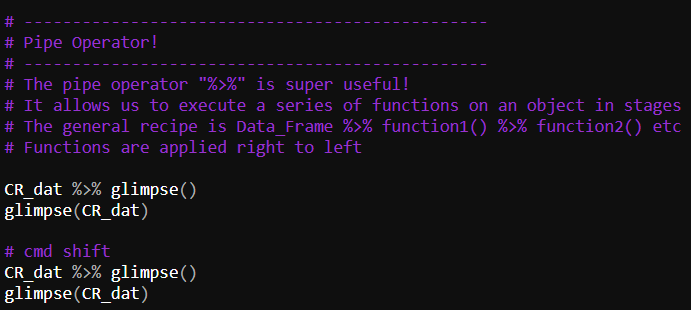 # ------------------------------------------------
# Pipe Operator!
# ------------------------------------------------
# The pipe operator "%>%" is super useful!
# It allows us to execute a series of functions on an object in stages
# The general recipe is Data_Frame %>% function1() %>% function2() etc
# Functions are applied right to left
CR_dat %>% glimpse()
glimpse(CR_dat)
# cmd shift
CR_dat %>% glimpse()
glimpse(CR_dat)